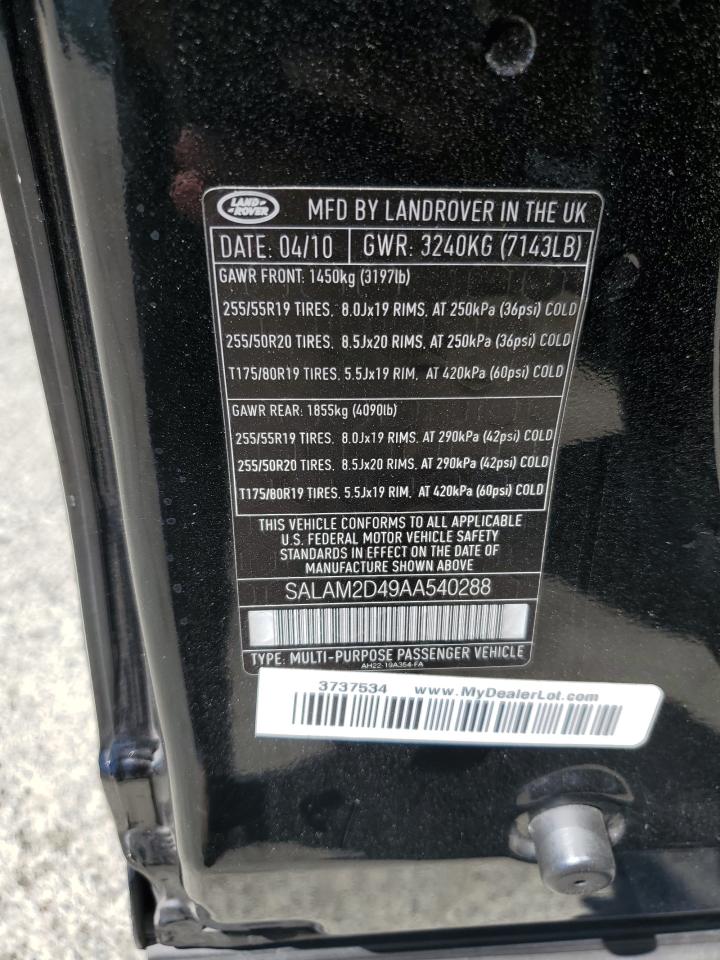 LAND ROVER MFD BY LANDROVER IN THE UK
DATE: 04/10 GWR: 3240KG (7143LB)
GAWR FRONT: 1450kg (3197lb)
255/55R19 TIRES, 8.0Jx19 RIMS, AT 250kPa (36psi) COLD
255/50R20 TIRES, 8.5Jx20 RIMS, AT 250kPa (36psi) COLD
T175/80R19 TIRES, 5.5Jx19 RIM, AT 420kPa (60psi) COLD
GAWR REAR: 1855kg (4090lb)
255/55R19 TIRES, 8.0Jx19 RIMS, AT 290kPa (42psi) COLD
255/50R20 TIRES, 8.5Jx20 RIMS, AT 290kPa (42psi) COLD
T175/80R19 TIRES, 5.5Jx19 RIM, AT 420kPa (60psi) COLD
THIS VEHICLE CONFORMS TO ALL APPLICABLE
U.S. FEDERAL MOTOR VEHICLE SAFETY
STANDARDS IN EFFECT ON THE DATE OF
MANUFACTURE SHOWN ABOVE
SALAM2D49AA540288
TYPE: MULTI-PURPOSE PASSENGER VEHICLE
AH22-19A354-FA
3737534 www.MyDealerLot.com